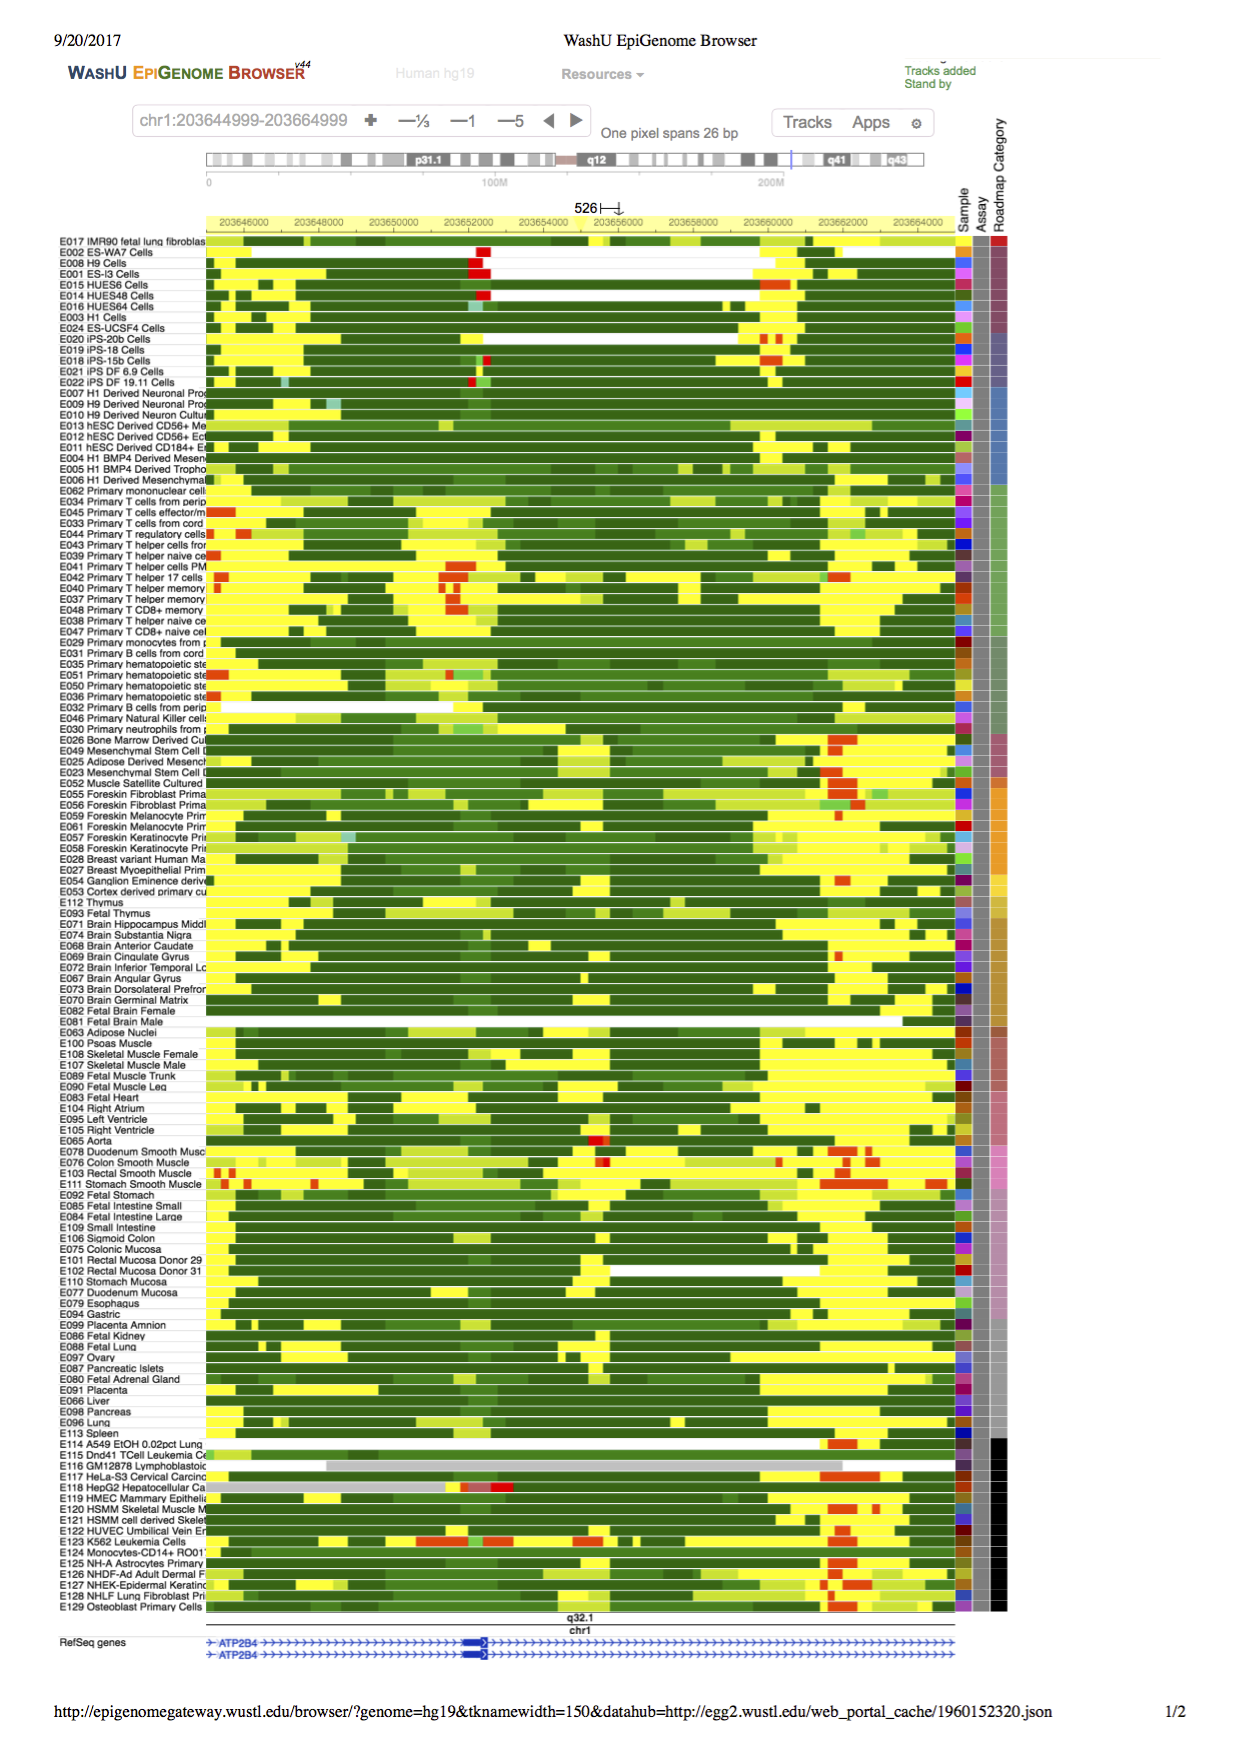 9/20/2017
WashU EpiGenome Browser
WASHU EPIGENOME BROWSER v44
Human hg19
Resources
Tracks added
Stand by
chr1:203644999-203664999
—⅓ —1 —5
One pixel spans 26 bp
Tracks Apps
p31.1 q12 q41 q43
0 100M 200M
526
203646000 203648000 203650000 203652000 203654000 203656000 203658000 203660000 203662000 203664000
Sample
Assay
Roadmap Category
E017 IMR90 fetal lung fibroblas
E002 ES-WA7 Cells
E008 H9 Cells
E001 ES-I3 Cells
E015 HUES6 Cells
E014 HUES48 Cells
E016 HUES64 Cells
E003 H1 Cells
E024 ES-UCSF4 Cells
E020 iPS-20b Cells
E019 iPS-18 Cells
E018 iPS-15b Cells
E021 iPS DF 6.9 Cells
E022 iPS DF 19.11 Cells
E007 H1 Derived Neuronal Pro
E009 H9 Derived Neuronal Pro
E010 H9 Derived Neuron Cultu
E013 hESC Derived CD56+ Me
E012 hESC Derived CD56+ Ect
E011 hESC Derived CD184+ E
E004 H1 BMP4 Derived Mesen
E005 H1 BMP4 Derived Tropho
E006 H1 Derived Mesenchymal
E062 Primary mononuclear cell
E034 Primary T cells from perip
E045 Primary T cells effector/m
E033 Primary T cells from cord
E044 Primary T regulatory cells
E043 Primary T helper cells fror
E039 Primary T helper naive ce
E041 Primary T helper cells PM
E042 Primary T helper 17 cells
E040 Primary T helper memory
E037 Primary T helper memory
E048 Primary T CD8+ memory
E038 Primary T helper naive ce
E047 Primary T CD8+ naive cel
E029 Primary monocytes from p
E031 Primary B cells from cord
E035 Primary hematopoietic ste
E051 Primary hematopoietic ste
E050 Primary hematopoietic ste
E036 Primary hematopoietic ste
E032 Primary B cells from perip
E046 Primary Natural Killer cell
E030 Primary neutrophils from p
E026 Bone Marrow Derived Cu
E049 Mesenchymal Stem Cell D
E025 Adipose Derived Mesench
E023 Mesenchymal Stem Cell D
E052 Muscle Satellite Cultured
E055 Foreskin Fibroblast Prima
E056 Foreskin Fibroblast Prima
E059 Foreskin Melanocyte Prim
E061 Foreskin Melanocyte Prim
E057 Foreskin Keratinocyte Pri
E058 Foreskin Keratinocyte Pri
E028 Breast variant Human Ma
E027 Breast Myoepithelial Prim
E054 Ganglion Eminence derive
E053 Cortex derived primary cu
E112 Thymus
E093 Fetal Thymus
E071 Brain Hippocampus Middl
E074 Brain Substantia Nigra
E068 Brain Anterior Caudate
E069 Brain Cingulate Gyrus
E072 Brain Inferior Temporal Lo
E067 Brain Angular Gyrus
E073 Brain Dorsolateral Prefror
E070 Brain Germinal Matrix
E082 Fetal Brain Female
E081 Fetal Brain Male
E063 Adipose Nuclei
E100 Psoas Muscle
E108 Skeletal Muscle Female
E107 Skeletal Muscle Male
E089 Fetal Muscle Trunk
E090 Fetal Muscle Leg
E083 Fetal Heart
E104 Right Atrium
E095 Left Ventricle
E105 Right Ventricle
E065 Aorta
E078 Duodenum Smooth Musc
E076 Colon Smooth Muscle
E103 Rectal Smooth Muscle
E111 Stomach Smooth Muscle
E092 Fetal Stomach
E085 Fetal Intestine Small
E084 Fetal Intestine Large
E109 Small Intestine
E106 Sigmoid Colon
E075 Colonic Mucosa
E101 Rectal Mucosa Donor 29
E102 Rectal Mucosa Donor 31
E110 Stomach Mucosa
E077 Duodenum Mucosa
E079 Esophagus
E094 Gastric
E099 Placenta Amnion
E086 Fetal Kidney
E088 Fetal Lung
E097 Ovary
E087 Pancreatic Islets
E080 Fetal Adrenal Gland
E091 Placenta
E066 Liver
E098 Pancreas
E096 Lung
E113 Spleen
E114 A549 EtOH 0.02pct Lung
E115 Dnd41 TCell Leukemia Ce
E116 GM12878 Lymphoblastoid
E117 HeLa-S3 Cervical Carcino
E118 HepG2 Hepatocellular Ca
E119 HMEC Mammary Epitheli
E120 HSMM Skeletal Muscle M
E121 HSMM cell derived Skelet
E122 HUVEC Umbilical Vein Er
E123 K562 Leukemia Cells
E124 Monocytes-CD14+ RO01
E125 NH-A Astrocytes Primary
E126 NHDF-Ad Adult Dermal F
E127 NHEK-Epidermal Keratino
E128 NHLF Lung Fibroblast Pri
E129 Osteoblast Primary Cells
q32.1
chr1
RefSeq genes
ATP2B4
ATP2B4
http://epigenomegateway.wustl.edu/browser/?genome=hg19&tknamewidth=150&datahub=http://egg2.wustl.edu/web_portal_cache/1960152320.json
1/2